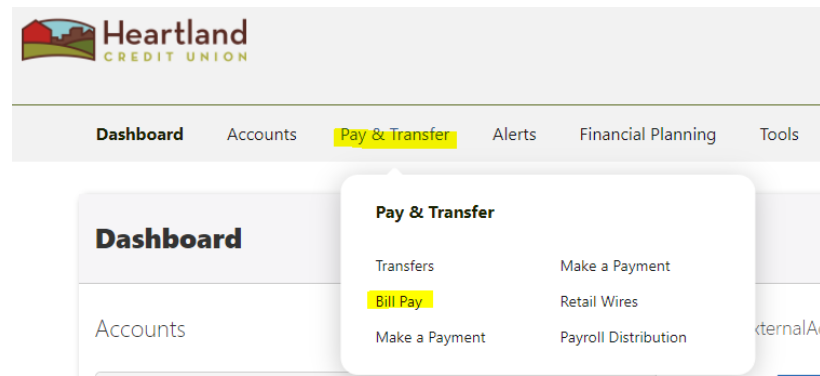 Heartland
CREDIT UNION
Dashboard Accounts Pay & Transfer Alerts Financial Planning Tools
Pay & Transfer
Dashboard
Transfers Make a Payment
Bill Pay Retail Wires
Accounts
Make a Payment Payroll Distribution